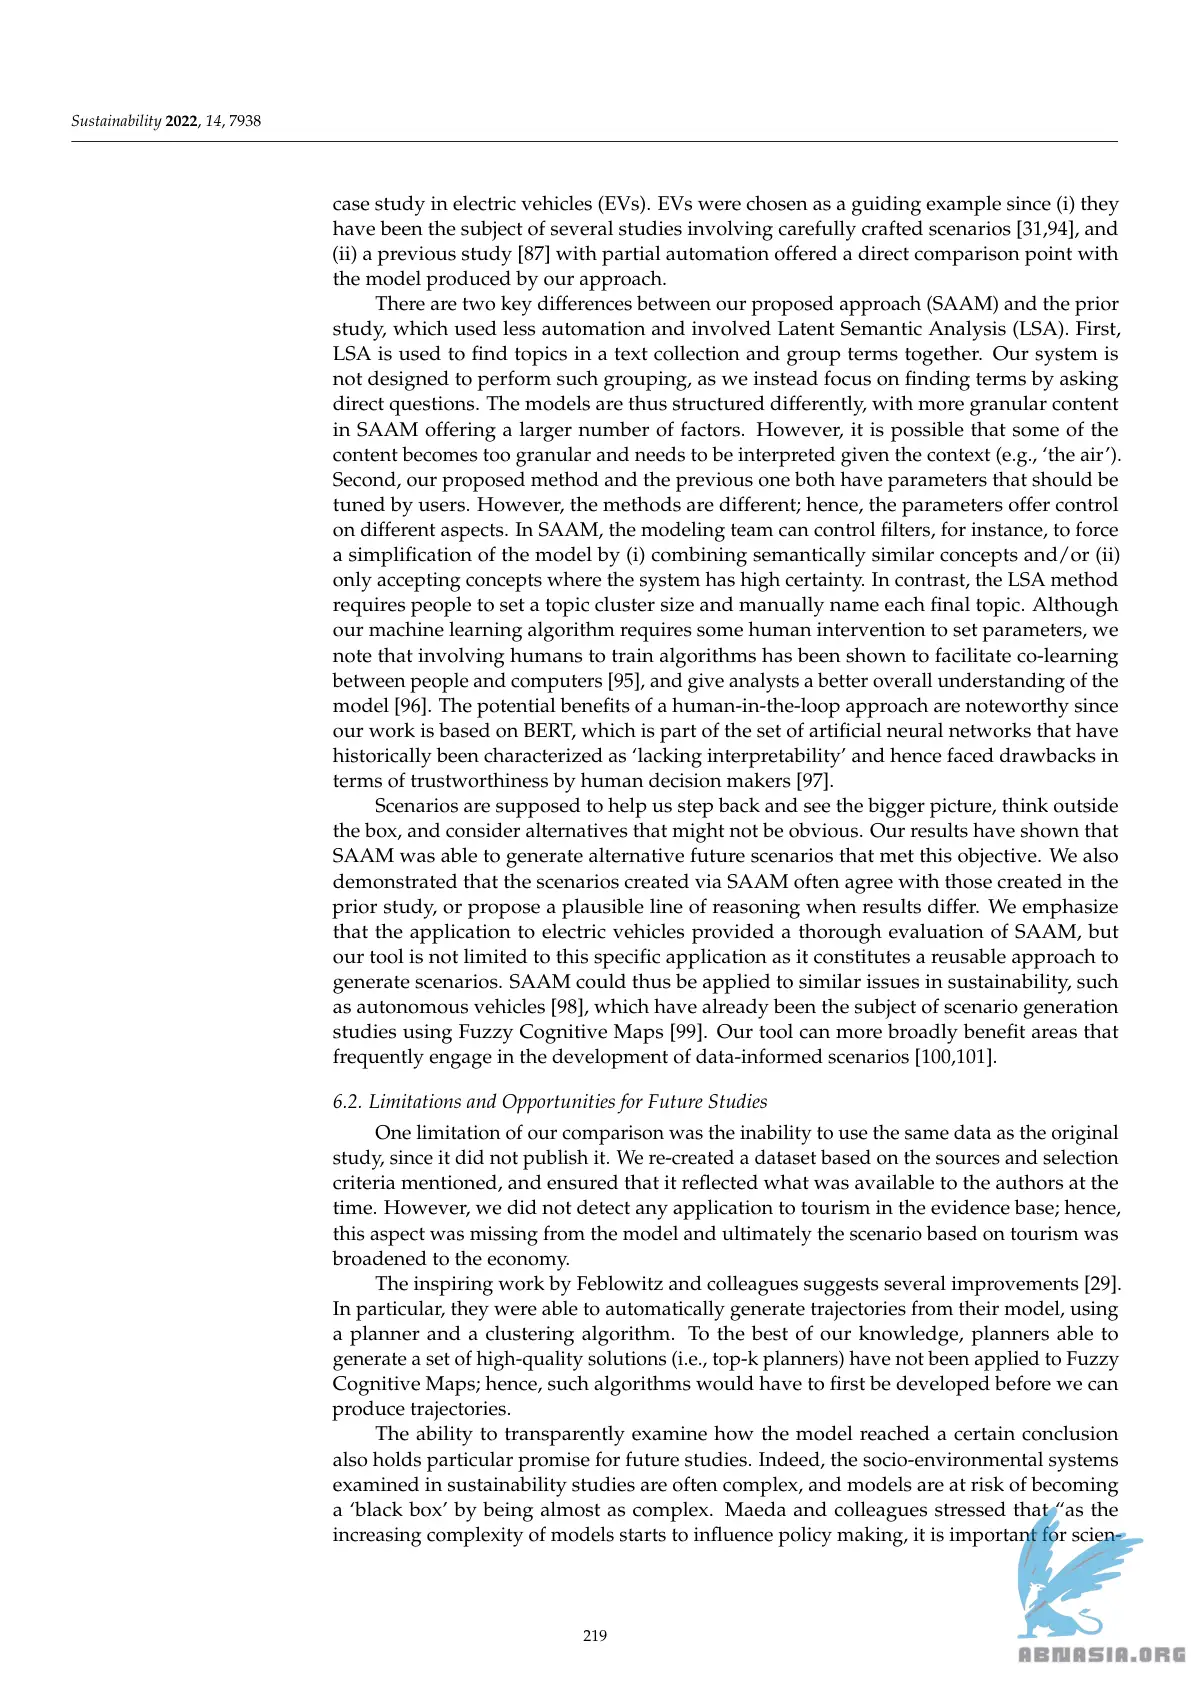 Sustainability 2022, 14, 7938
case study in electric vehicles (EVs). EVs were chosen as a guiding example since (i) they
have been the subject of several studies involving carefully crafted scenarios [31,94], and
(ii) a previous study [87] with partial automation offered a direct comparison point with
the model produced by our approach.
There are two key differences between our proposed approach (SAAM) and the prior
study, which used less automation and involved Latent Semantic Analysis (LSA). First,
LSA is used to find topics in a text collection and group terms together. Our system is
not designed to perform such grouping, as we instead focus on finding terms by asking
direct questions. The models are thus structured differently, with more granular content
in SAAM offering a larger number of factors. However, it is possible that some of the
content becomes too granular and needs to be interpreted given the context (e.g., ‘the air’).
Second, our proposed method and the previous one both have parameters that should be
tuned by users. However, the methods are different; hence, the parameters offer control
on different aspects. In SAAM, the modeling team can control filters, for instance, to force
a simplification of the model by (i) combining semantically similar concepts and/or (ii)
only accepting concepts where the system has high certainty. In contrast, the LSA method
requires people to set a topic cluster size and manually name each final topic. Although
our machine learning algorithm requires some human intervention to set parameters, we
note that involving humans to train algorithms has been shown to facilitate co-learning
between people and computers [95], and give analysts a better overall understanding of the
model [96]. The potential benefits of a human-in-the-loop approach are noteworthy since
our work is based on BERT, which is part of the set of artificial neural networks that have
historically been characterized as ‘lacking interpretability’ and hence faced drawbacks in
terms of trustworthiness by human decision makers [97].
Scenarios are supposed to help us step back and see the bigger picture, think outside
the box, and consider alternatives that might not be obvious. Our results have shown that
SAAM was able to generate alternative future scenarios that met this objective. We also
demonstrated that the scenarios created via SAAM often agree with those created in the
prior study, or propose a plausible line of reasoning when results differ. We emphasize
that the application to electric vehicles provided a thorough evaluation of SAAM, but
our tool is not limited to this specific application as it constitutes a reusable approach to
generate scenarios. SAAM could thus be applied to similar issues in sustainability, such
as autonomous vehicles [98], which have already been the subject of scenario generation
studies using Fuzzy Cognitive Maps [99]. Our tool can more broadly benefit areas that
frequently engage in the development of data-informed scenarios [100,101].
6.2. Limitations and Opportunities for Future Studies
One limitation of our comparison was the inability to use the same data as the original
study, since it did not publish it. We re-created a dataset based on the sources and selection
criteria mentioned, and ensured that it reflected what was available to the authors at the
time. However, we did not detect any application to tourism in the evidence base; hence,
this aspect was missing from the model and ultimately the scenario based on tourism was
broadened to the economy.
The inspiring work by Feblowitz and colleagues suggests several improvements [29].
In particular, they were able to automatically generate trajectories from their model, using
a planner and a clustering algorithm. To the best of our knowledge, planners able to
generate a set of high-quality solutions (i.e., top-k planners) have not been applied to Fuzzy
Cognitive Maps; hence, such algorithms would have to first be developed before we can
produce trajectories.
The ability to transparently examine how the model reached a certain conclusion
also holds particular promise for future studies. Indeed, the socio-environmental systems
examined in sustainability studies are often complex, and models are at risk of becoming
a ‘black box’ by being almost as complex. Maeda and colleagues stressed that “as the
increasing complexity of models starts to influence policy making, it is important for scien-
219
ABNASIA.ORG